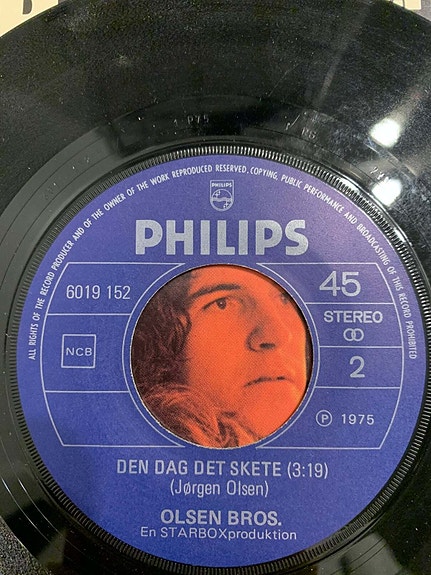 ALL RIGHTS OF THE RECORD PRODUCER AND OF THE OWNER OF THE WORK REPRODUCED RESERVED. COPYING, PUBLIC PERFORMANCE AND BROADCASTING OF THIS RECORD PROHIBITED
PHILIPS
PHILIPS
6019 152
45
STEREO
NCB
2
Ⓟ 1975
DEN DAG DET SKETE (3:19)
(Jørgen Olsen)
OLSEN BROS.
En STARBOXproduktion